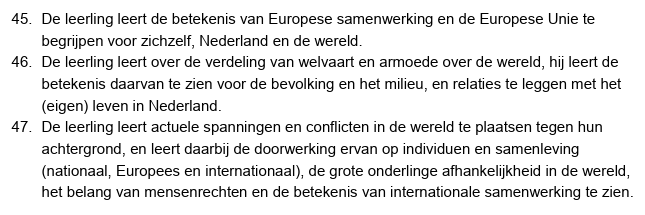 45. De leerling leert de betekenis van Europese samenwerking en de Europese Unie te
begrijpen voor zichzelf, Nederland en de wereld.
46. De leerling leert over de verdeling van welvaart en armoede over de wereld, hij leert de
betekenis daarvan te zien voor de bevolking en het milieu, en relaties te leggen met het
(eigen) leven in Nederland.
47. De leerling leert actuele spanningen en conflicten in de wereld te plaatsen tegen hun
achtergrond, en leert daarbij de doorwerking ervan op individuen en samenleving
(nationaal, Europees en internationaal), de grote onderlinge afhankelijkheid in de wereld,
het belang van mensenrechten en de betekenis van internationale samenwerking te zien.